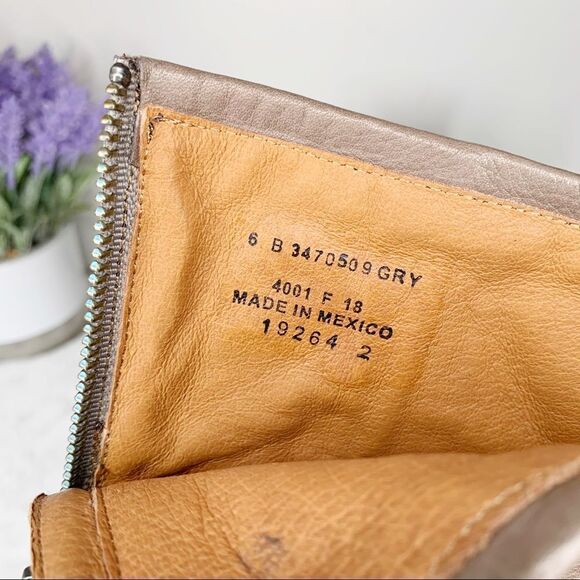 6 B 3470509 GRY
4001 F 18
MADE IN MEXICO
19264 2